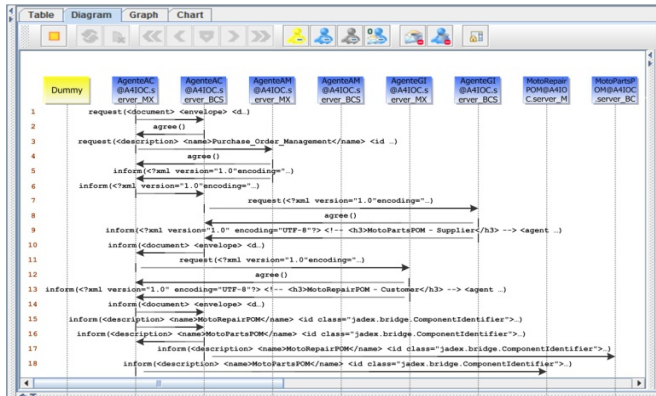 Table Diagram Graph Chart
Dummy
AgenteAC @A4IOC.s erver_MX
AgenteAC @A4IOC.s erver_BCS
AgenteAM @A4IOC.s erver_MX
AgenteAM @A4IOC.s erver_BCS
AgenteGI @A4IOC.s erver_MX
AgenteGI @A4IOC.s erver_BCS
MotoRepair POM@A4IO C.server_M
MotoPartsP OM@A4IOC .server_BC
1 request(<document> <envelope> <d…)
2 agree()
3 request(<description> <name>Purchase_Order_Management</name> <id …)
4 agree()
5 inform(<?xml version="1.0"encoding="…)
6 inform(<?xml version="1.0"encoding="…)
7 request(<?xml version="1.0"encoding="…)
8 agree()
9 inform(<?xml version="1.0" encoding="UTF-8"?> <!-- <h3>MotoPartsPOM - Supplier</h3> --> <agent …)
10 inform(<document> <envelope> <d…)
11 request(<?xml version="1.0"encoding="…)
12 agree()
13 inform(<?xml version="1.0" encoding="UTF-8"?> <!-- <h3>MotoRepairPOM - Customer</h3> --> <agent …)
14 inform(<document> <envelope> <d…)
15 inform(<description> <name>MotoRepairPOM</name> <id class="jadex.bridge.ComponentIdentifier">…)
16 inform(<description> <name>MotoPartsPOM</name> <id class="jadex.bridge.ComponentIdentifier">…)
17 inform(<description> <name>MotoRepairPOM</name> <id class="jadex.bridge.ComponentIdentifier">…)
18 inform(<description> <name>MotoPartsPOM</name> <id class="jadex.bridge.ComponentIdentifier">…)